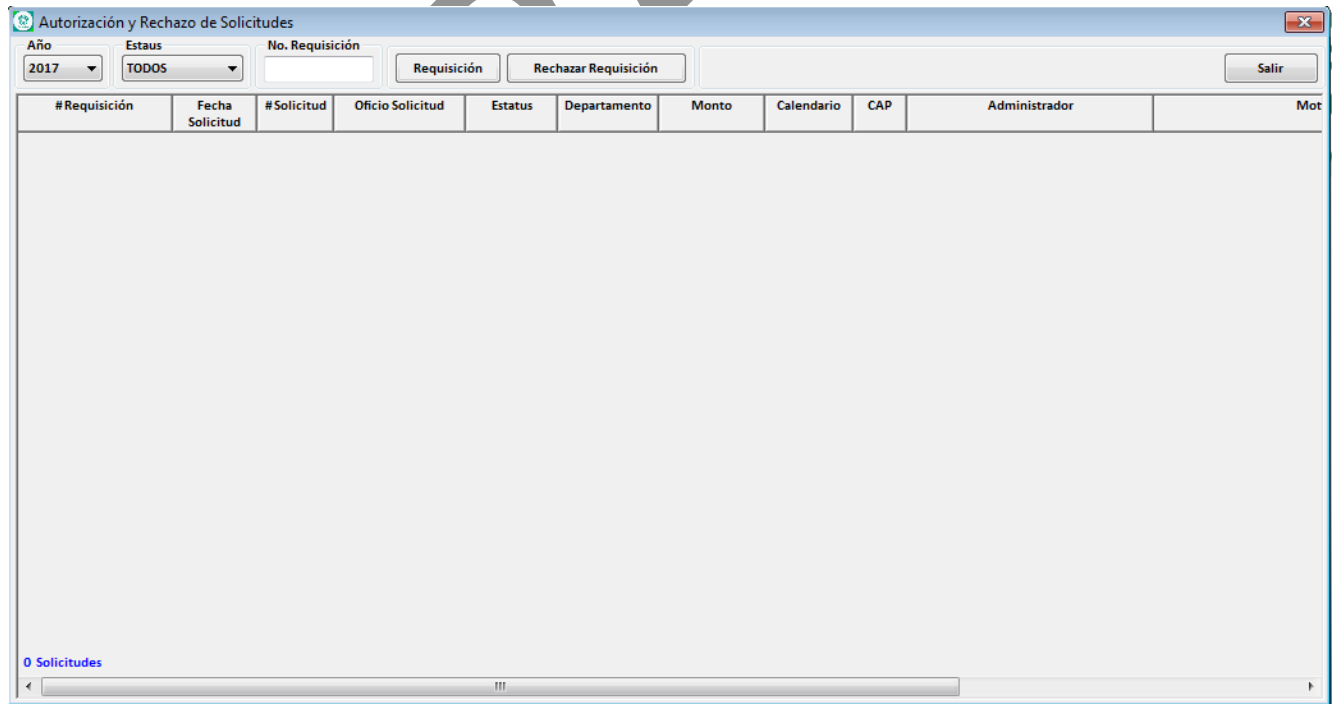 Autorización y Rechazo de Solicitudes
Año Estaus No. Requisición
2017 TODOS Requisición Rechazar Requisición Salir
#Requisición Fecha Solicitud #Solicitud Oficio Solicitud Estatus Departamento Monto Calendario CAP Administrador Mot
0 Solicitudes